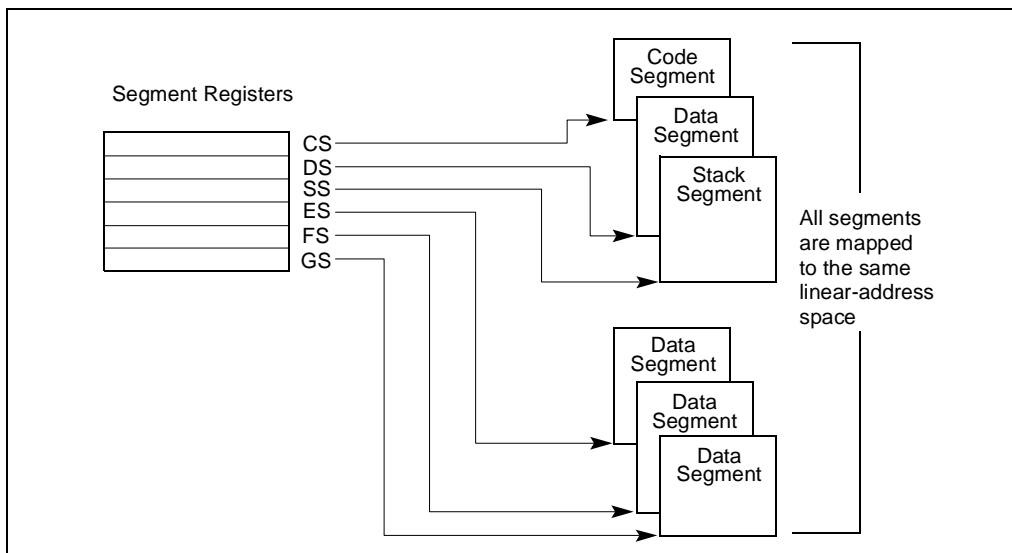 Segment Registers
CS
DS
SS
ES
FS
GS
Code
Segment
Data
Segment
Stack
Segment
Data
Segment
Data
Segment
Data
Segment
All segments
are mapped
to the same
linear-address
space